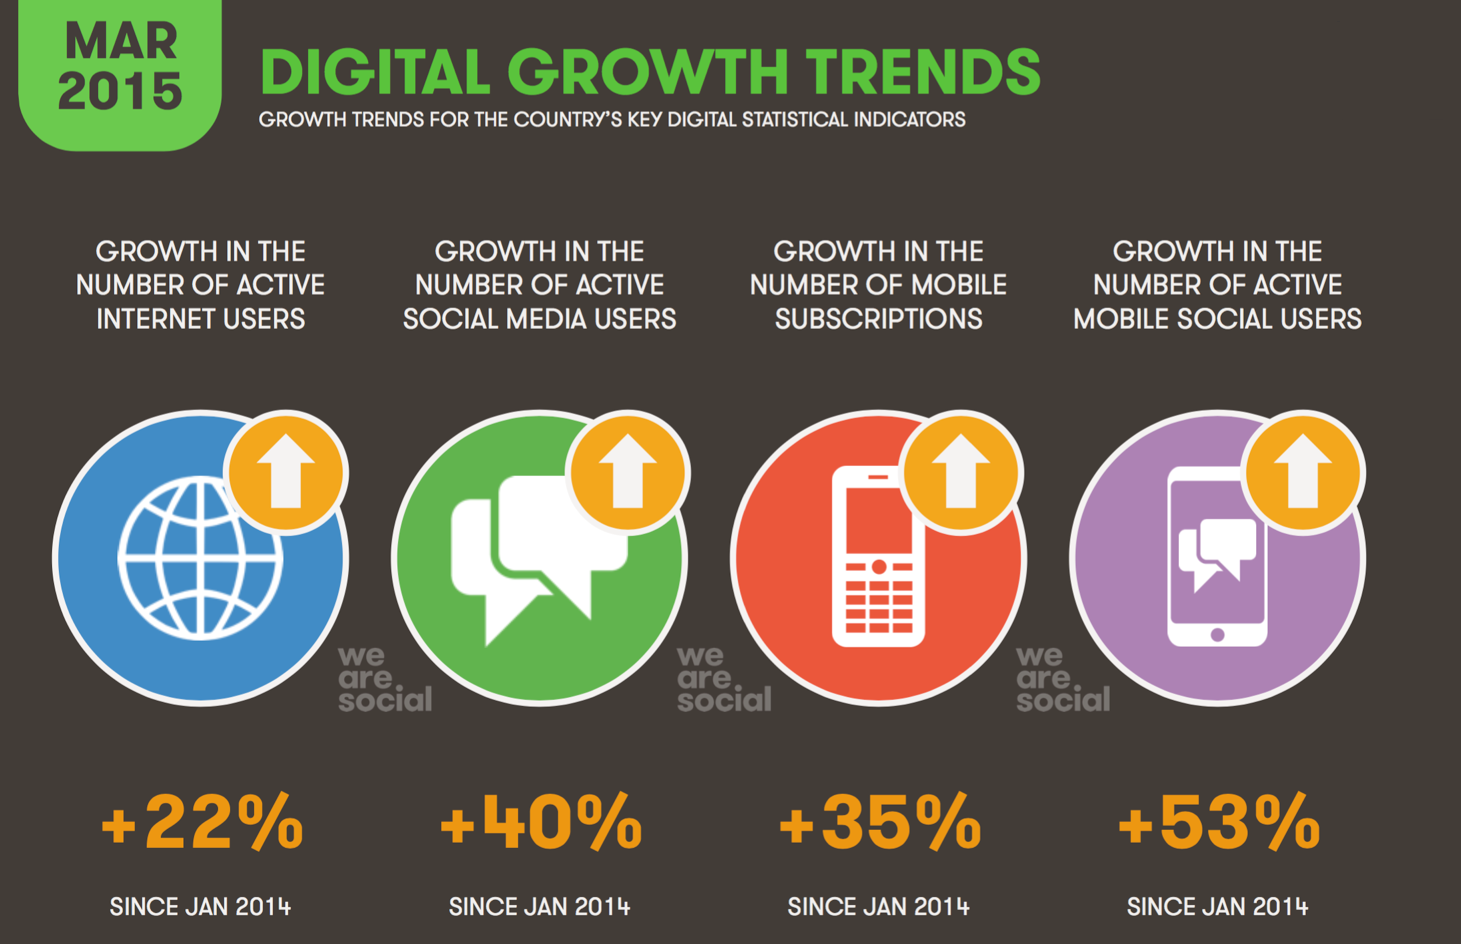 MAR
2015
DIGITAL GROWTH TRENDS
GROWTH TRENDS FOR THE COUNTRY'S KEY DIGITAL STATISTICAL INDICATORS
GROWTH IN THE
NUMBER OF ACTIVE
INTERNET USERS
GROWTH IN THE
NUMBER OF ACTIVE
SOCIAL MEDIA USERS
GROWTH IN THE
NUMBER OF MOBILE
SUBSCRIPTIONS
GROWTH IN THE
NUMBER OF ACTIVE
MOBILE SOCIAL USERS
we
are
social
we
are
social
we
are
social
+22%
+40%
+35%
+53%
SINCE JAN 2014
SINCE JAN 2014
SINCE JAN 2014
SINCE JAN 2014